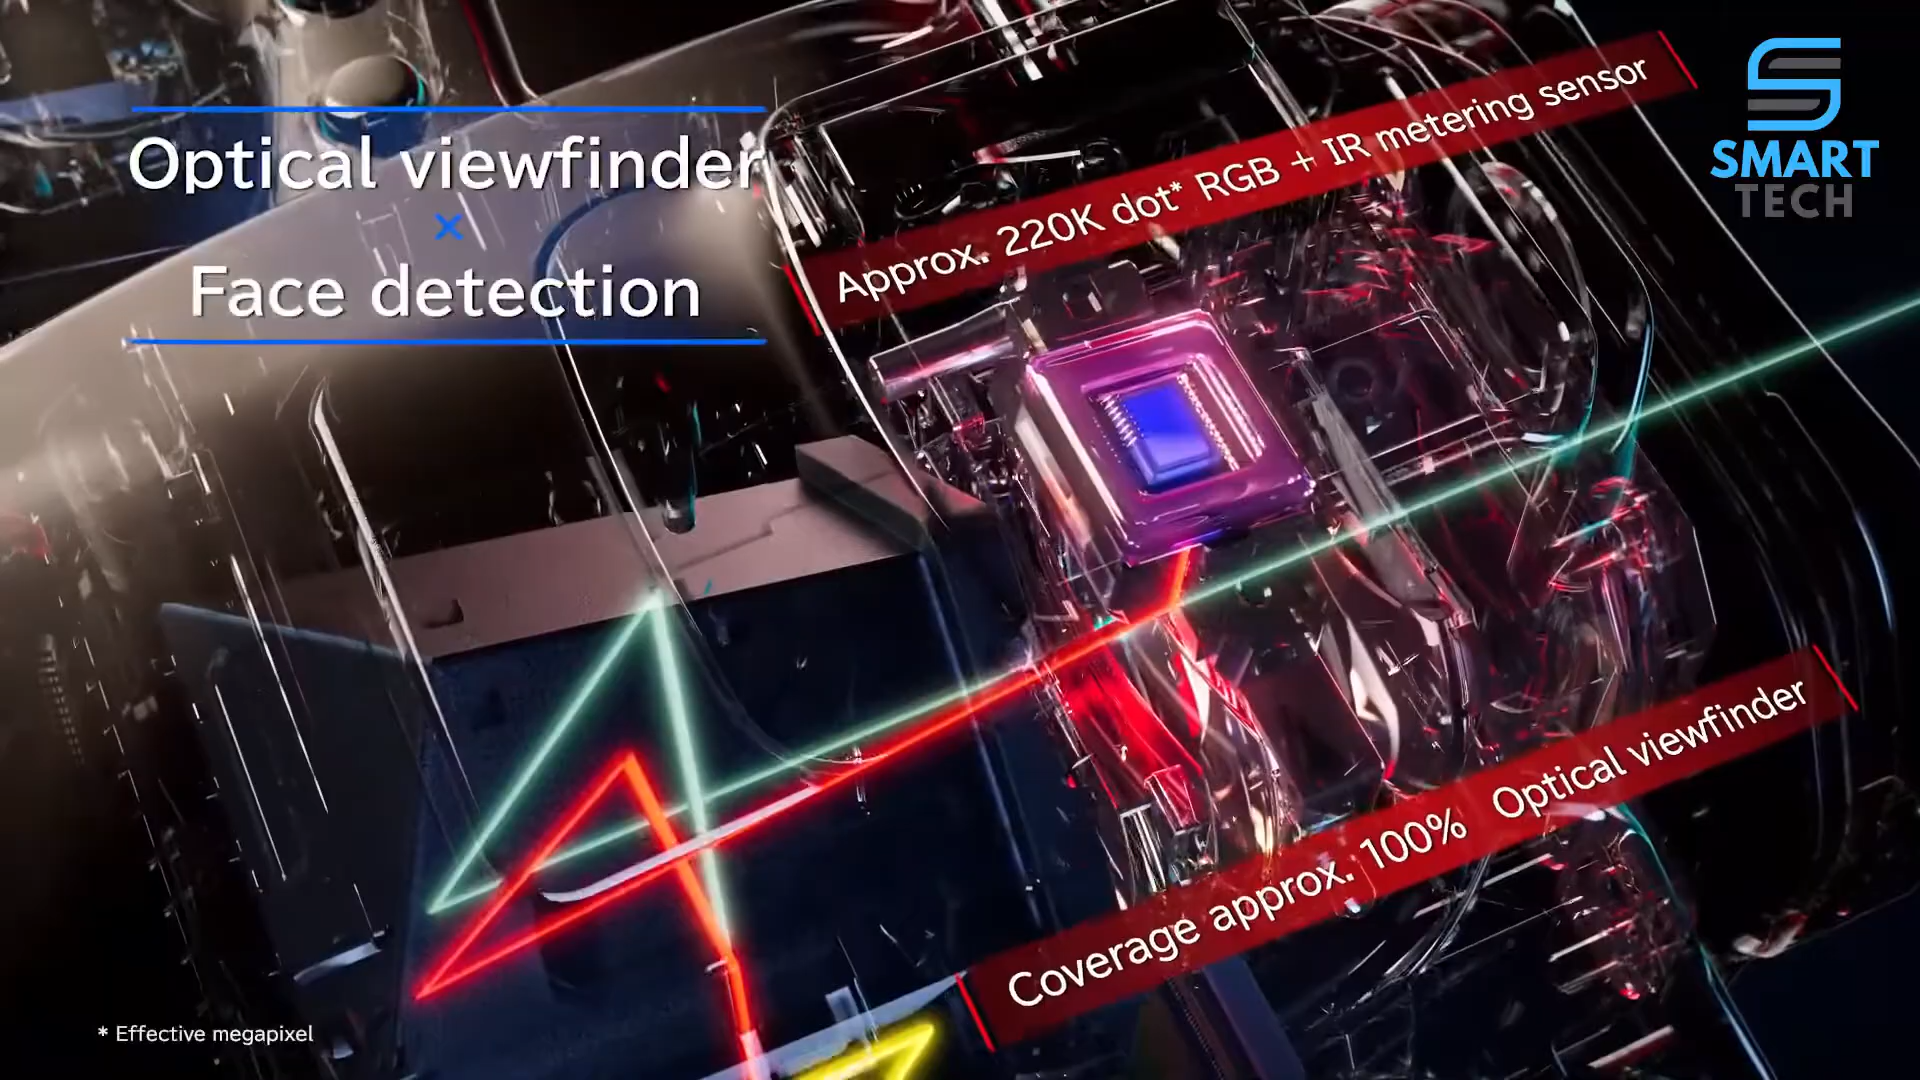 Optical viewfinder
×
Face detection
Approx. 220K dot* RGB + IR metering sensor
SMART
TECH
Coverage approx. 100% Optical viewfinder
* Effective megapixel